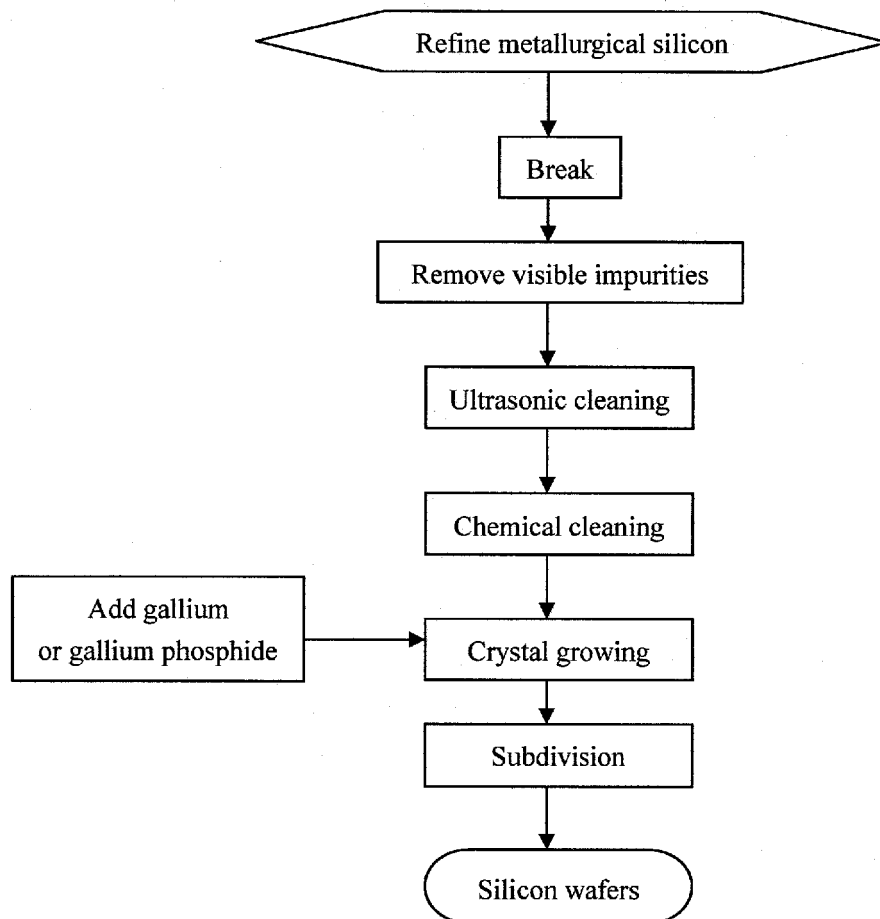 Refine metallurgical silicon
Break
Remove visible impurities
Ultrasonic cleaning
Chemical cleaning
Add gallium
or gallium phosphide
Crystal growing
Subdivision
Silicon wafers